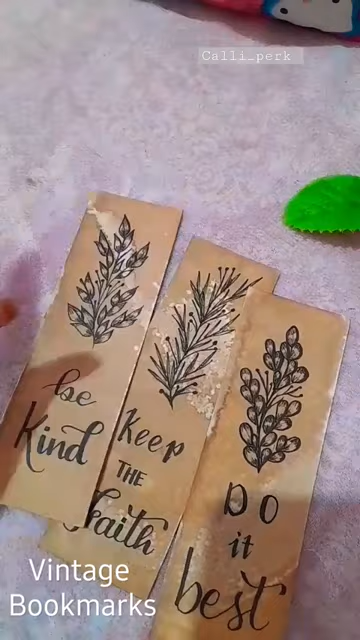 Calli_perk
be
Kind
Keep
THE
faith
Do
it
best
Vintage
Bookmarks